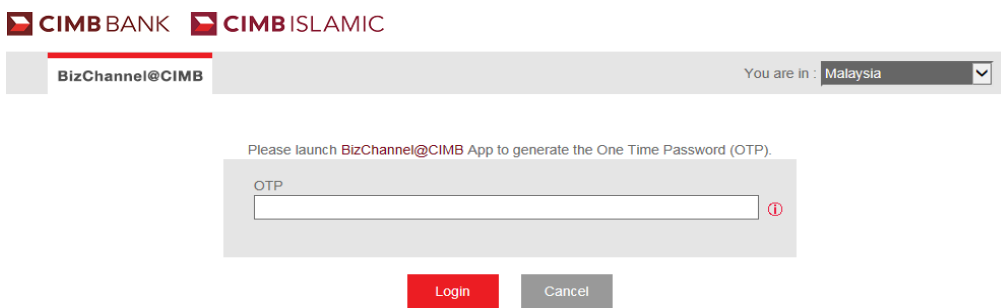 CIMB BANK CIMB ISLAMIC
BizChannel@CIMB You are in : Malaysia
Please launch BizChannel@CIMB App to generate the One Time Password (OTP).
OTP
Login Cancel